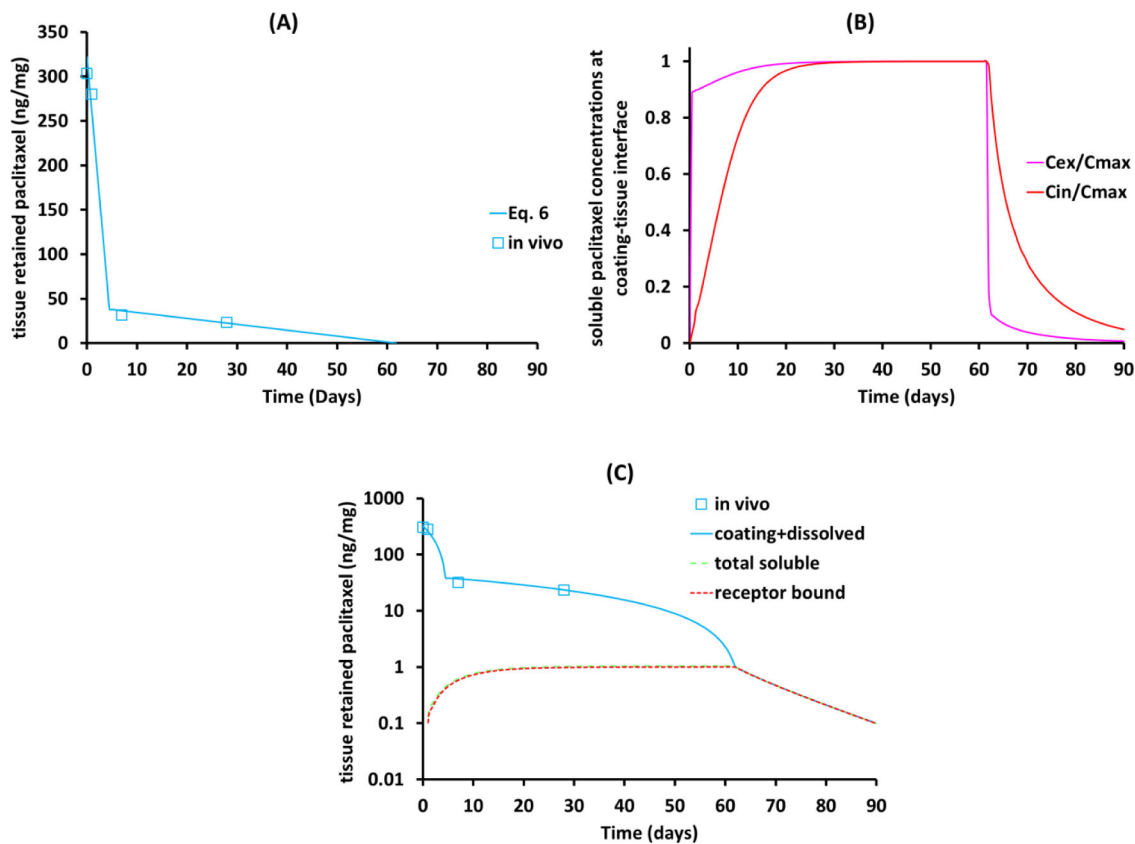 (A)
tissue retained paclitaxel (ng/mg)
350
300
250
200
150
100
50
0
0 10 20 30 40 50 60 70 80 90
Time (Days)
Eq. 6
in vivo
(B)
soluble paclitaxel concentrations at
coating-tissue interface
1
0.8
0.6
0.4
0.2
0
0 10 20 30 40 50 60 70 80 90
Time (days)
Cex/Cmax
Cin/Cmax
(C)
tissue retained paclitaxel (ng/mg)
1000
100
10
1
0.1
0.01
0 10 20 30 40 50 60 70 80 90
Time (days)
in vivo
coating+dissolved
total soluble
receptor bound